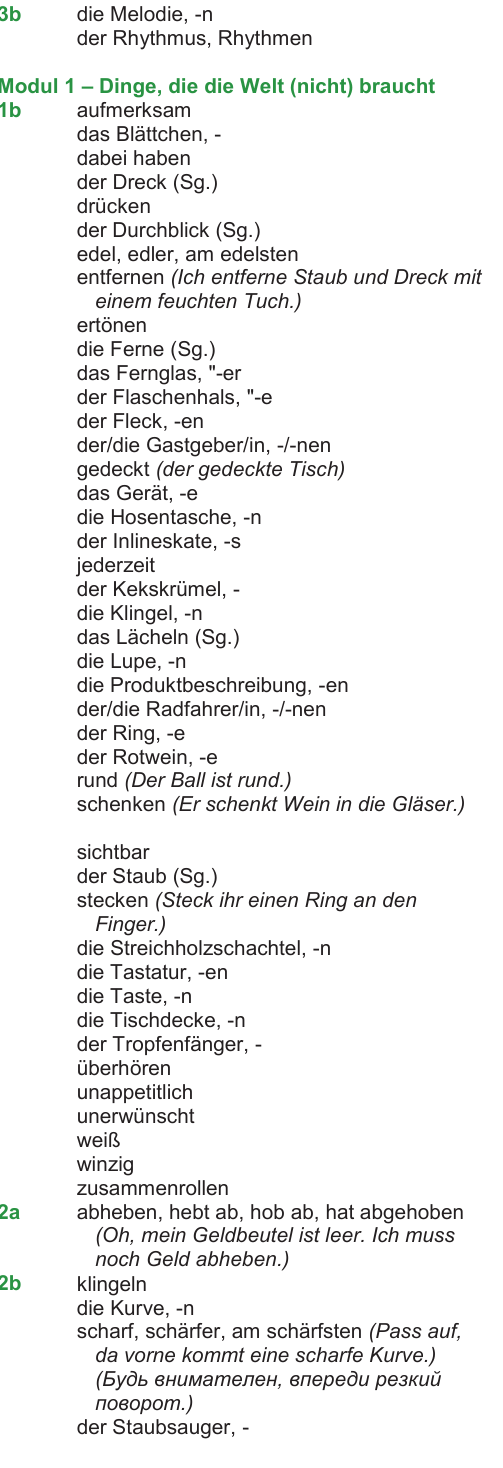 3b die Melodie, -n
der Rhythmus, Rhythmen
Modul 1 – Dinge, die die Welt (nicht) braucht
1b aufmerksam
das Blättchen, -
dabei haben
der Dreck (Sg.)
drücken
der Durchblick (Sg.)
edel, edler, am edelsten
entfernen (Ich entferne Staub und Dreck mit
einem feuchten Tuch.)
ertönen
die Ferne (Sg.)
das Fernglas, "-er
der Flaschenhals, "-e
der Fleck, -en
der/die Gastgeber/in, -/-nen
gedeckt (der gedeckte Tisch)
das Gerät, -e
die Hosentasche, -n
der Inlineskate, -s
jederzeit
der Kekskrümel, -
die Klingel, -n
das Lächeln (Sg.)
die Lupe, -n
die Produktbeschreibung, -en
der/die Radfahrer/in, -/-nen
der Ring, -e
der Rotwein, -e
rund (Der Ball ist rund.)
schenken (Er schenkt Wein in die Gläser.)
sichtbar
der Staub (Sg.)
stecken (Steck ihr einen Ring an den
Finger.)
die Streichholzschachtel, -n
die Tastatur, -en
die Taste, -n
die Tischdecke, -n
der Tropfenfänger, -
überhören
unappetitlich
unerwünscht
weiß
winzig
zusammenrollen
2a abheben, hebt ab, hob ab, hat abgehoben
(Oh, mein Geldbeutel ist leer. Ich muss
noch Geld abheben.)
2b klingeln
die Kurve, -n
scharf, schärfer, am schärfsten (Pass auf,
da vorne kommt eine scharfe Kurve.)
(Будь внимателен, впереди резкий
поворот.)
der Staubsauger, -